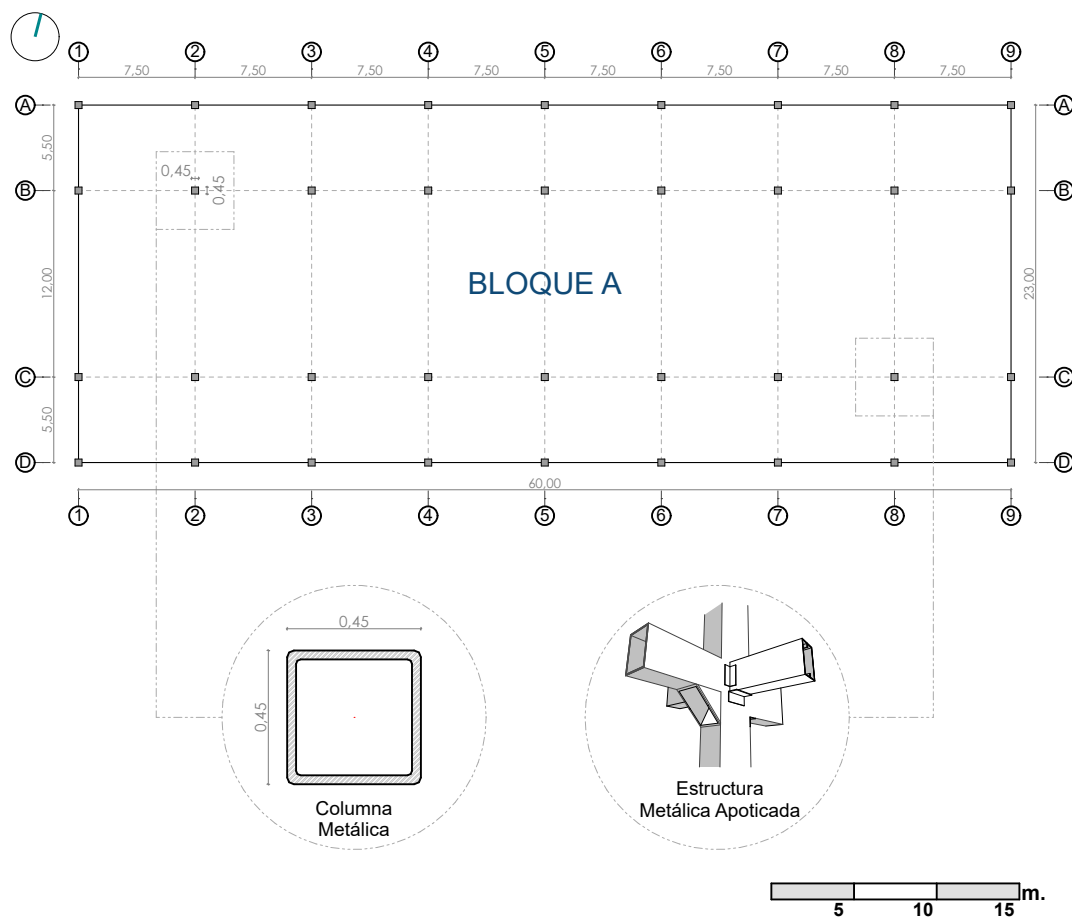 1 2 3 4 5 6 7 8 9
7,50 7,50 7,50 7,50 7,50 7,50 7,50 7,50
A A
5,50
0,45
0,45
B B
BLOQUE A
12,00
23,00
C C
5,50
D D
60,00
1 2 3 4 5 6 7 8 9
0,45
0,45
Columna
Metálica
Estructura
Metálica Apoticada
m.
5 10 15